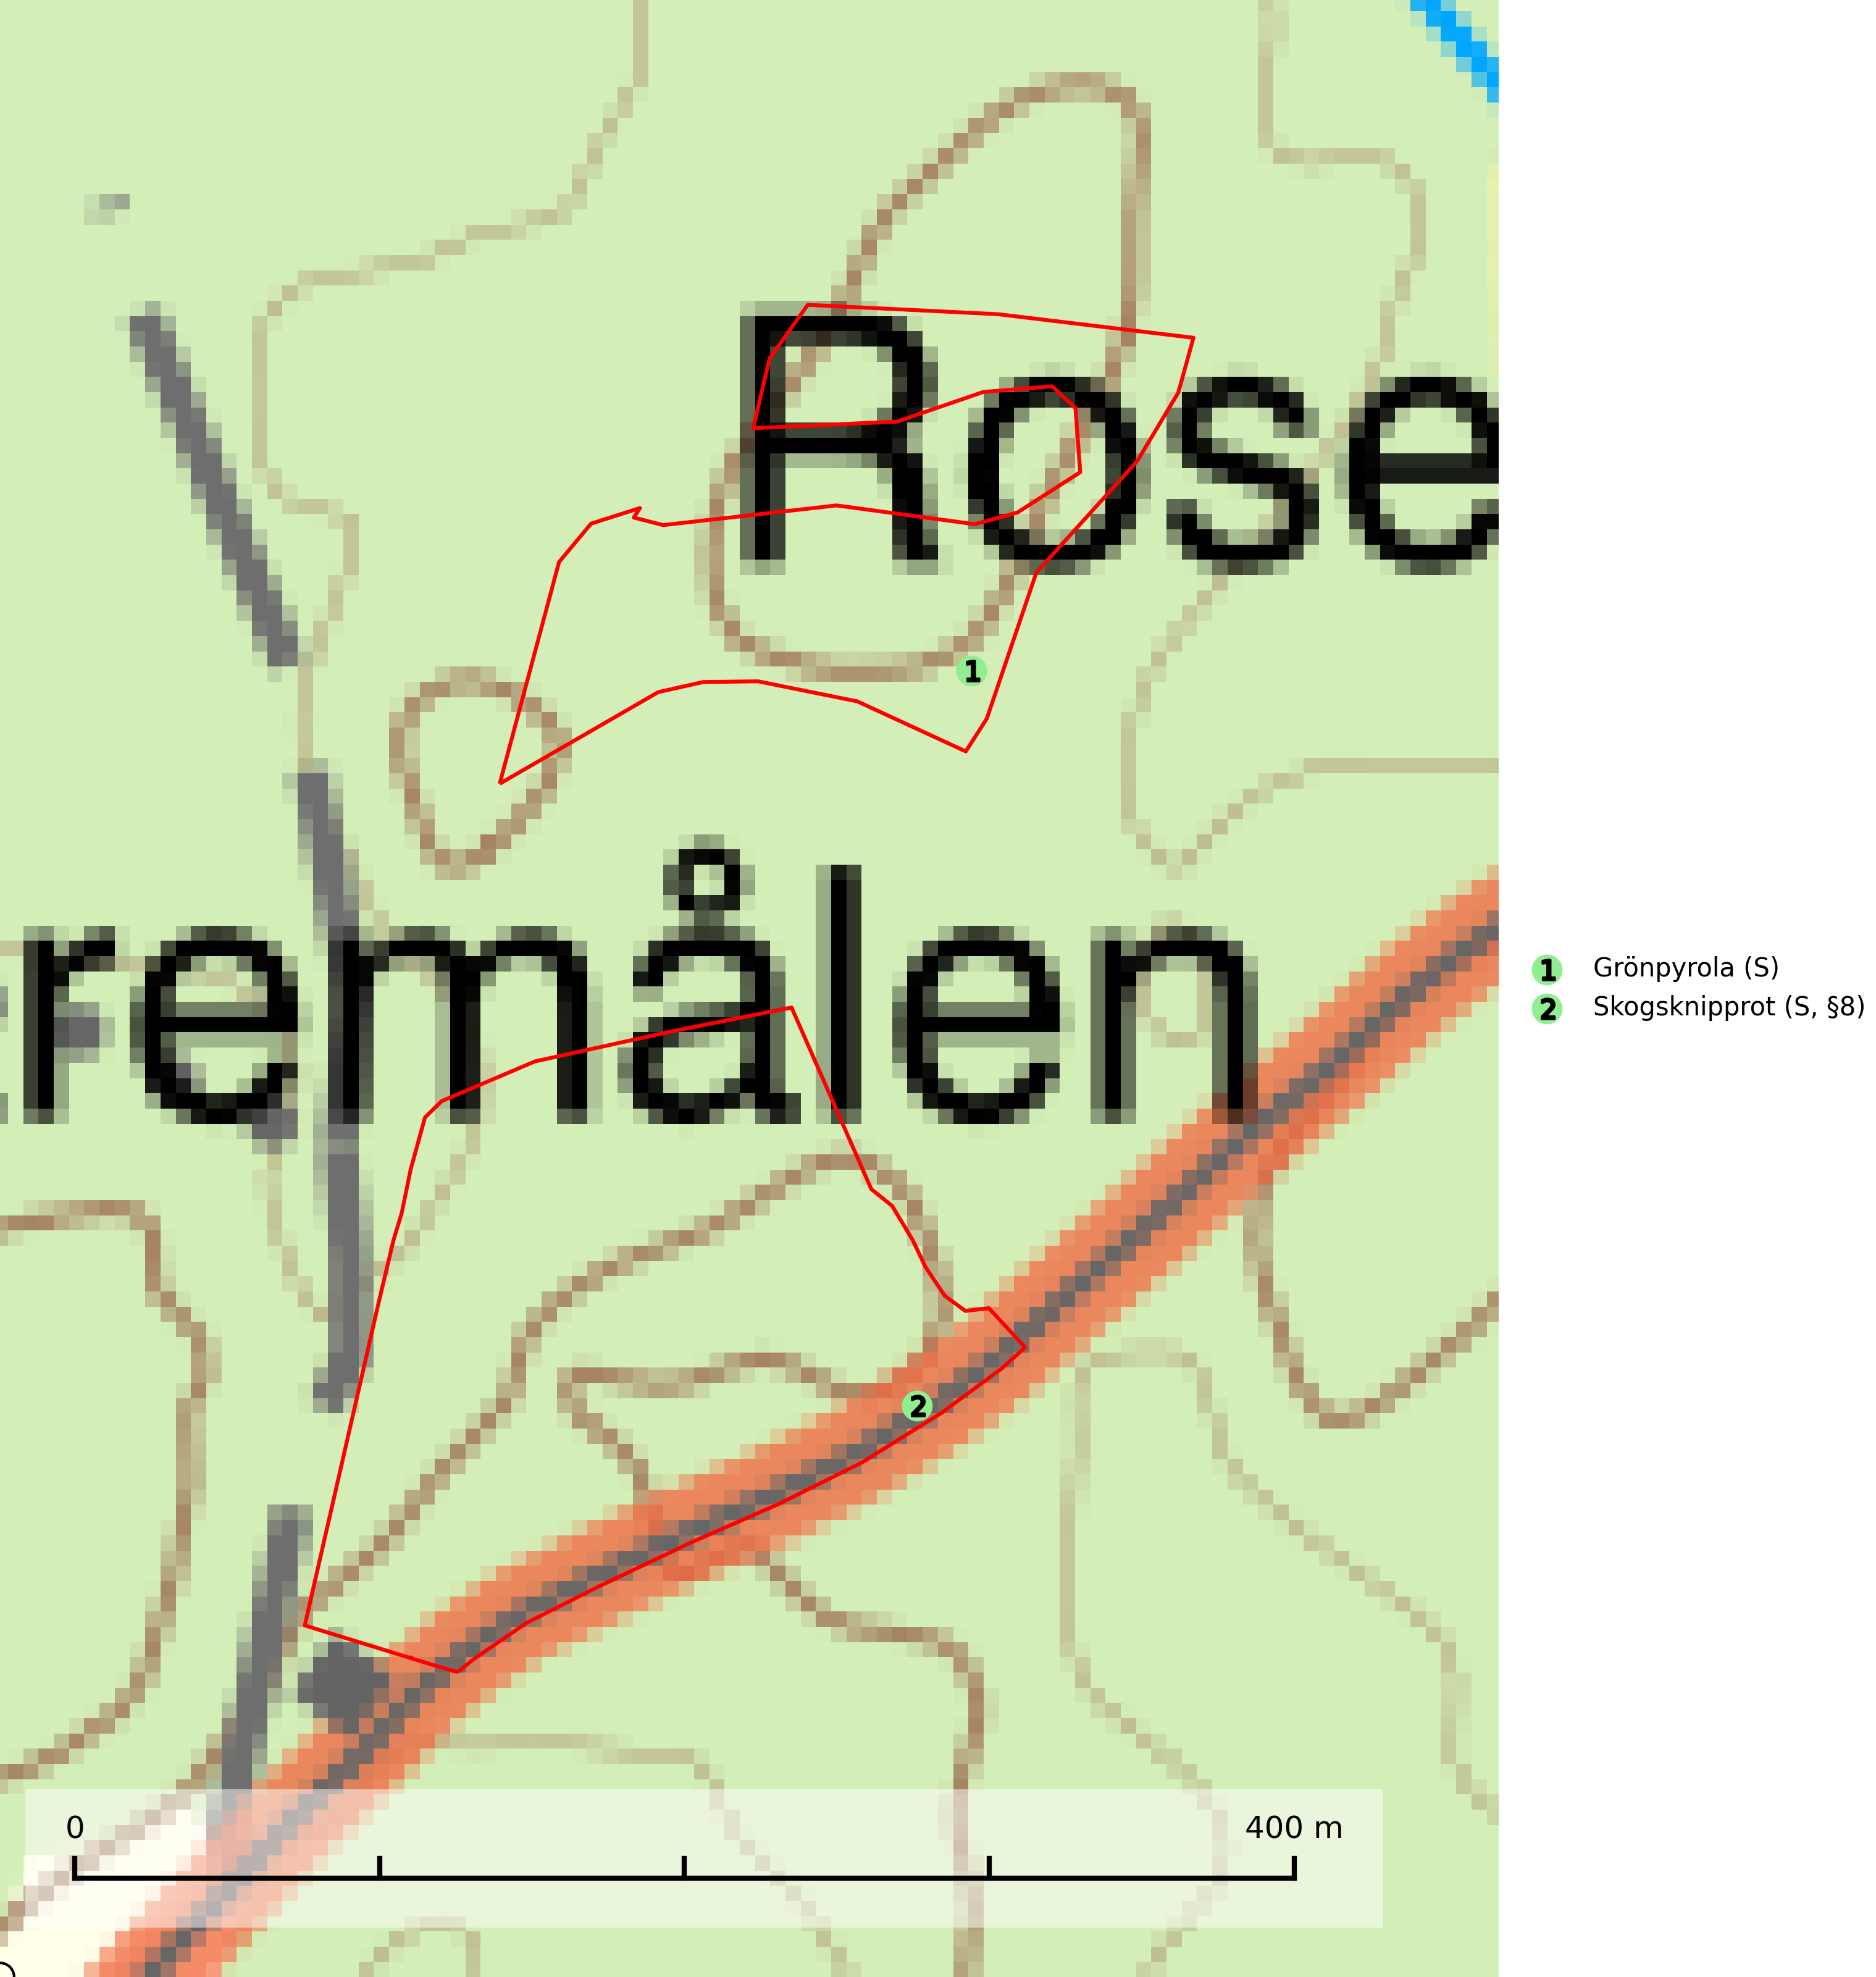 Rose
remålen
1 Grönpyrola (S)
2 Skogsknipprot (S, §8)
1
2
0 400 m